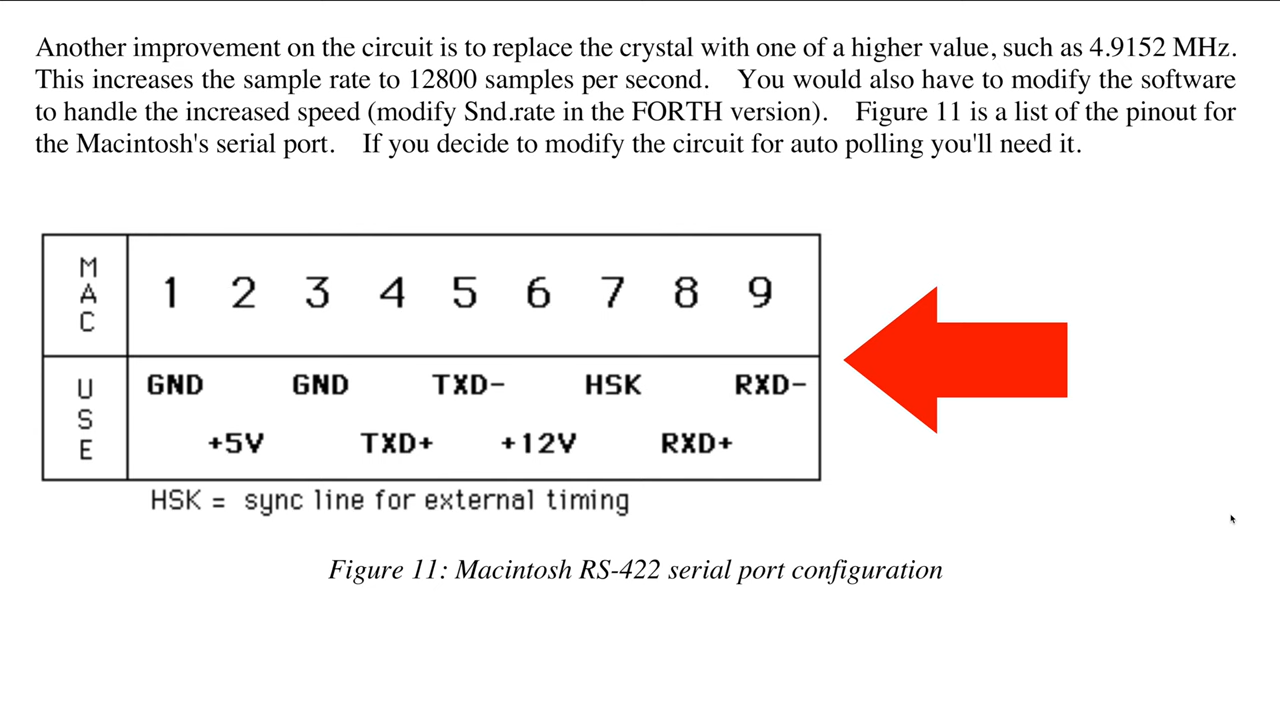 Another improvement on the circuit is to replace the crystal with one of a higher value, such as 4.9152 MHz.
This increases the sample rate to 12800 samples per second. You would also have to modify the software
to handle the increased speed (modify Snd.rate in the FORTH version). Figure 11 is a list of the pinout for
the Macintosh's serial port. If you decide to modify the circuit for auto polling you'll need it.
MAC 1 2 3 4 5 6 7 8 9
USE GND GND TXD- HSK RXD-
+5V TXD+ +12V RXD+
HSK = sync line for external timing
Figure 11: Macintosh RS-422 serial port configuration